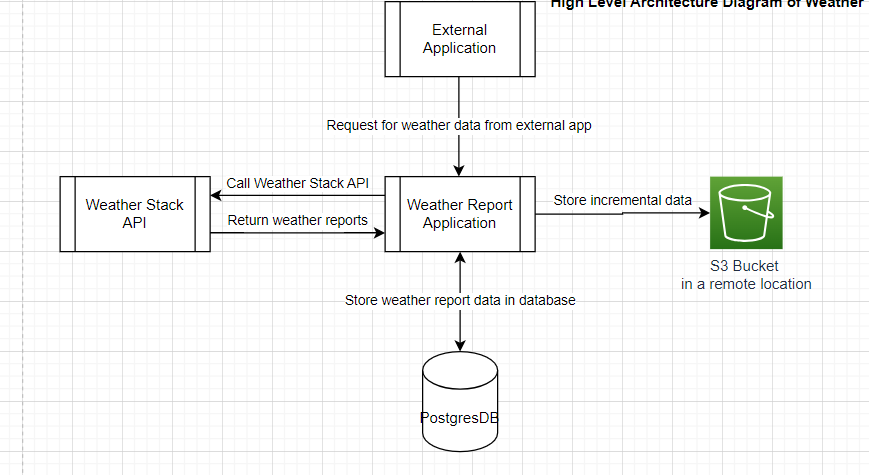 High Level Architecture Diagram of Weather
External
Application
Request for weather data from external app
Call Weather Stack API
Weather Stack
API
Return weather reports
Weather Report
Application
Store incremental data
S3 Bucket
in a remote location
Store weather report data in database
PostgresDB